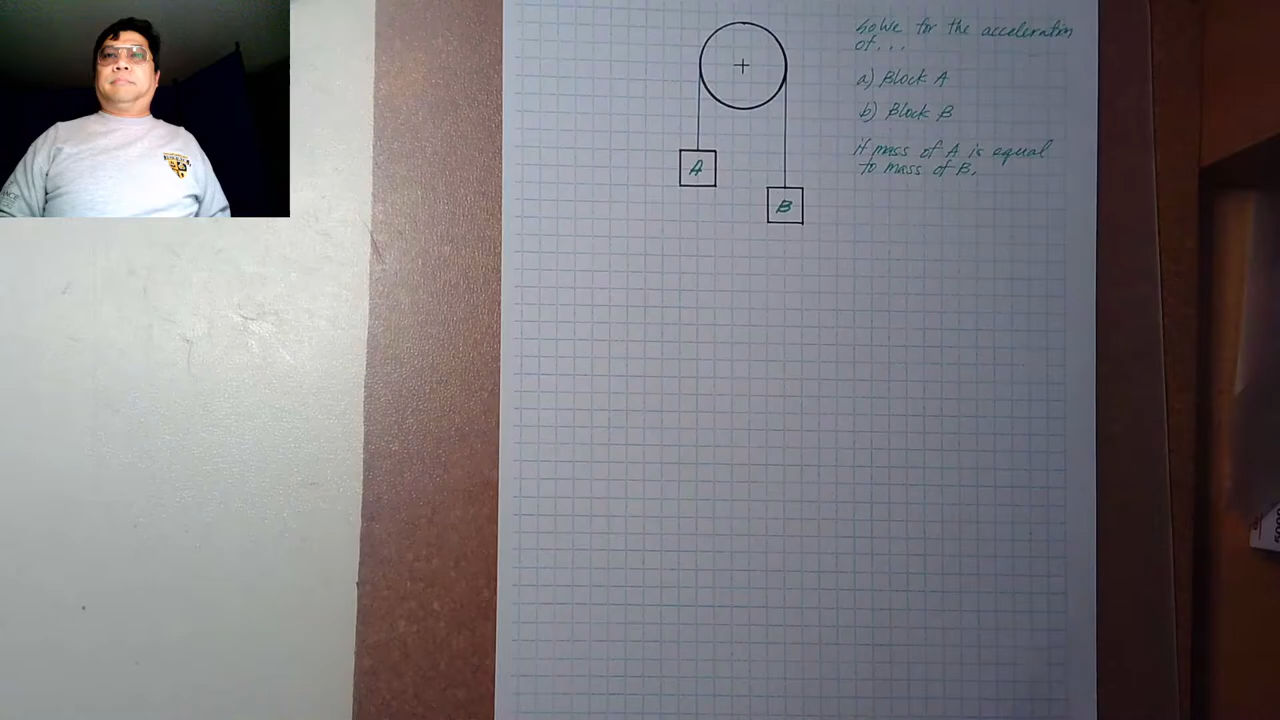 Solve for the acceleration
of...
a) Block A
b) Block B
if mass of A is equal
to mass of B.
A
B